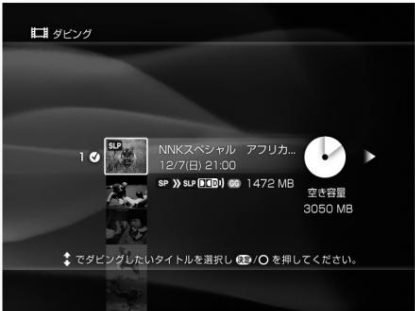 ダビング
1
SLP
NNKスペシャル　アフリカ...
12/7(日) 21:00
SP SLP 1472 MB
空き容量
3050 MB
でダビングしたいタイトルを選択し 決定/○ を押してください。